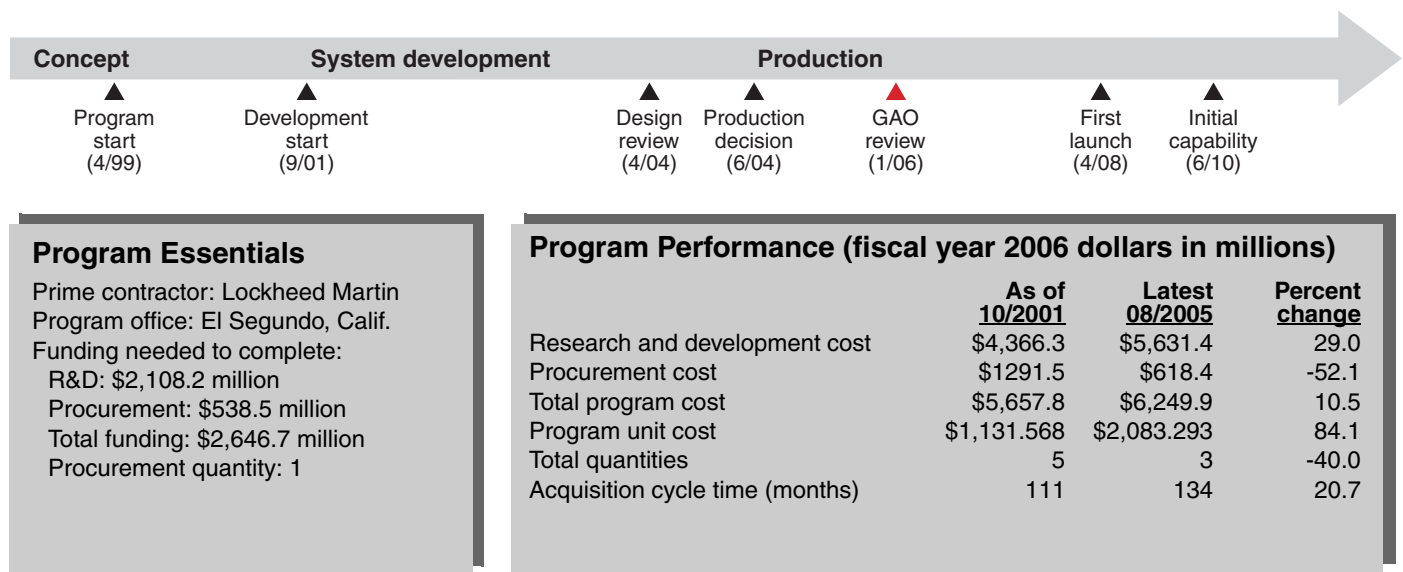 Concept System development Production
Program Development Design Production GAO First Initial
start start review decision review launch capability
(4/99) (9/01) (4/04) (6/04) (1/06) (4/08) (6/10)
Program Essentials
Prime contractor: Lockheed Martin
Program office: El Segundo, Calif.
Funding needed to complete:
R&D: $2,108.2 million
Procurement: $538.5 million
Total funding: $2,646.7 million
Procurement quantity: 1
Program Performance (fiscal year 2006 dollars in millions)
As of Latest Percent
10/2001 08/2005 change
Research and development cost $4,366.3 $5,631.4 29.0
Procurement cost $1291.5 $618.4 -52.1
Total program cost $5,657.8 $6,249.9 10.5
Program unit cost $1,131.568 $2,083.293 84.1
Total quantities 5 3 -40.0
Acquisition cycle time (months) 111 134 20.7